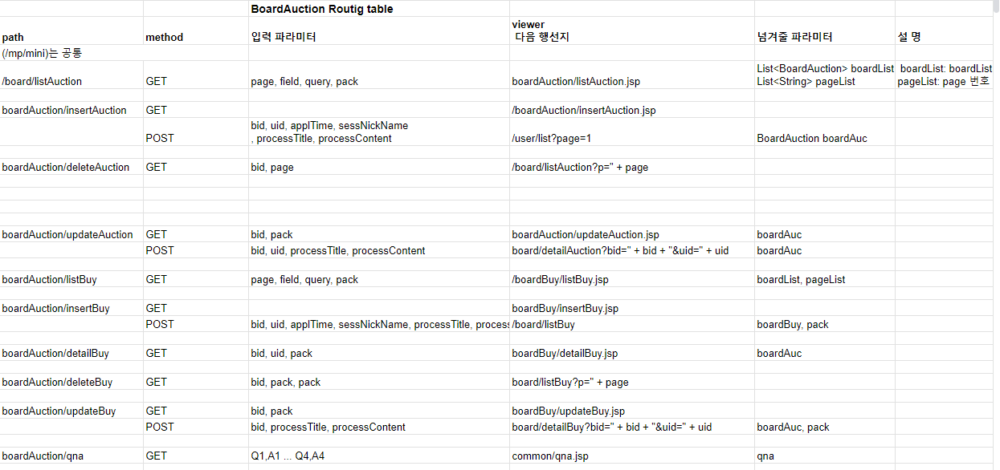 BoardAuction Routig table
path method 입력 파라미터 viewer
다음 행선지 넘겨줄 파라미터 설 명
(/mp/mini)는 공통
/board/listAuction GET page, field, query, pack boardAuction/listAuction.jsp List<BoardAuction> boardList boardList: boardList
List<String> pageList pageList: page 번호
boardAuction/insertAuction GET /boardAuction/insertAuction.jsp
POST bid, uid, applTime, sessNickName
, processTitle, processContent /user/list?page=1 BoardAuction boardAuc
boardAuction/deleteAuction GET bid, page /board/listAuction?p=" + page
boardAuction/updateAuction GET bid, pack boardAuction/updateAuction.jsp boardAuc
POST bid, uid, processTitle, processContent board/detailAuction?bid=" + bid + "&uid=" + uid boardAuc
boardAuction/listBuy GET page, field, query, pack /boardBuy/listBuy.jsp boardList, pageList
boardAuction/insertBuy GET boardBuy/insertBuy.jsp
POST bid, uid, applTime, sessNickName, processTitle, proces /board/listBuy boardBuy, pack
boardAuction/detailBuy GET bid, uid, pack boardBuy/detailBuy.jsp boardAuc
boardAuction/deleteBuy GET bid, pack, pack board/listBuy?p=" + page
boardAuction/updateBuy GET bid, pack boardBuy/updateBuy.jsp
POST bid, processTitle, processContent board/detailBuy?bid=" + bid + "&uid=" + uid boardAuc, pack
boardAuction/qna GET Q1,A1 ... Q4,A4 common/qna.jsp qna